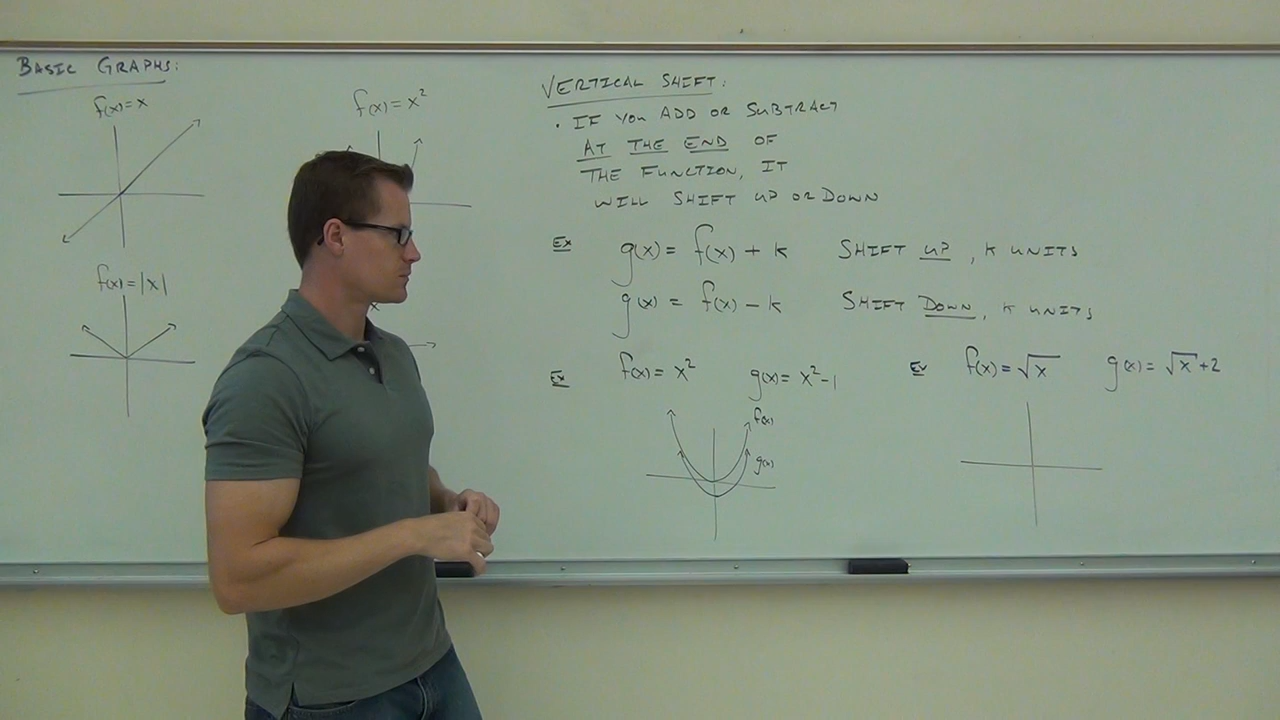 BASIC GRAPHS:
f(x)=x
f(x)=x²
f(x)=|x|
x
VERTICAL SHIFT:
· IF YOU ADD OR SUBTRACT
AT THE END OF
THE FUNCTION, IT
WILL SHIFT UP OR DOWN
EX g(x)= f(x)+k SHIFT UP, K UNITS
g(x) = f(x)-k SHIFT DOWN, K UNITS
EX f(x)= x² g(x)= x²-1
f(x)
g(x)
EX f(x)= √x g(x)= √x+2